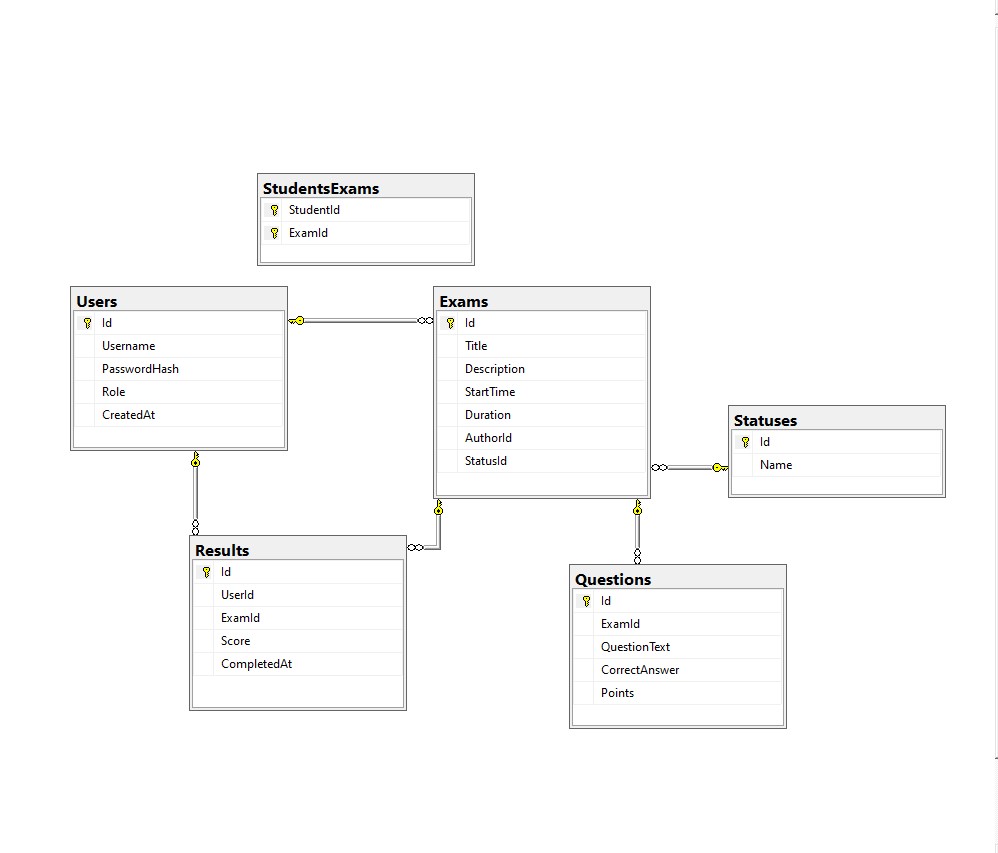 StudentsExams
StudentId
ExamId
Users
Id
Username
PasswordHash
Role
CreatedAt
Exams
Id
Title
Description
StartTime
Duration
AuthorId
StatusId
Statuses
Id
Name
Results
Id
UserId
ExamId
Score
CompletedAt
Questions
Id
ExamId
QuestionText
CorrectAnswer
Points